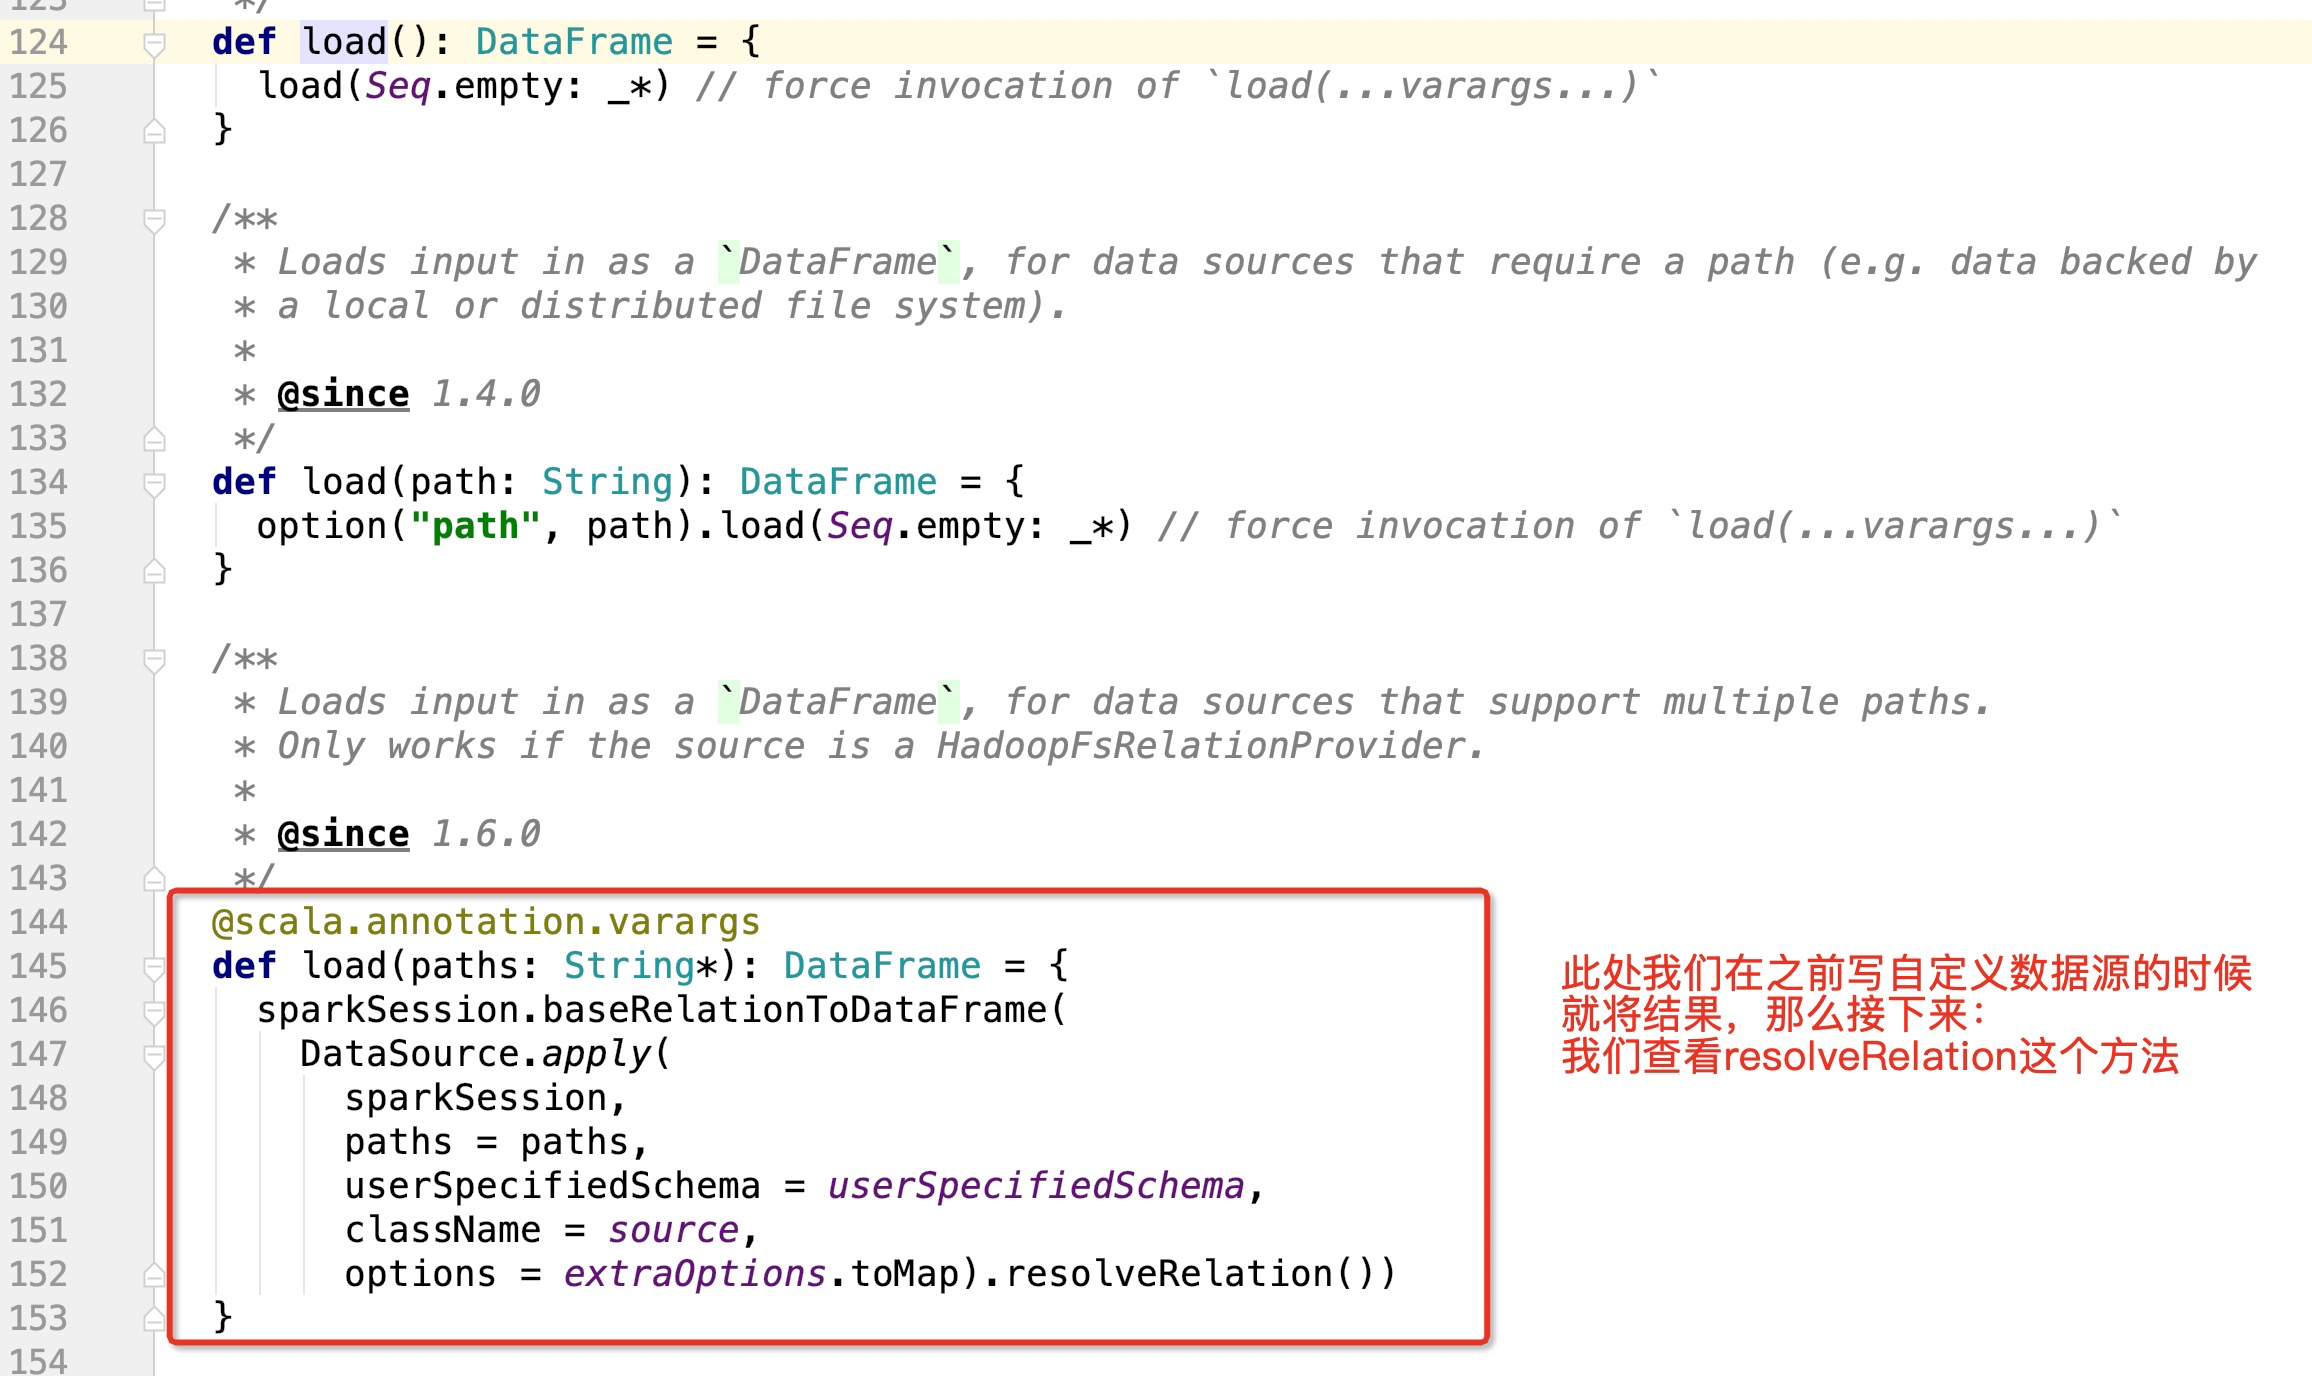 123 */
124 def load(): DataFrame = {
125 load(Seq.empty: _*) // force invocation of `load(...varargs...)`
126 }
127
128 /**
129 * Loads input in as a `DataFrame`, for data sources that require a path (e.g. data backed by
130 * a local or distributed file system).
131 *
132 * @since 1.4.0
133 */
134 def load(path: String): DataFrame = {
135 option("path", path).load(Seq.empty: _*) // force invocation of `load(...varargs...)`
136 }
137
138 /**
139 * Loads input in as a `DataFrame`, for data sources that support multiple paths.
140 * Only works if the source is a HadoopFsRelationProvider.
141 *
142 * @since 1.6.0
143 */
144 @scala.annotation.varargs
145 def load(paths: String*): DataFrame = {
146 sparkSession.baseRelationToDataFrame(
147 DataSource.apply(
148 sparkSession,
149 paths = paths,
150 userSpecifiedSchema = userSpecifiedSchema,
151 className = source,
152 options = extraOptions.toMap).resolveRelation())
153 }
154
此处我们在之前写自定义数据源的时候
就将结果，那么接下来：
我们查看resolveRelation这个方法